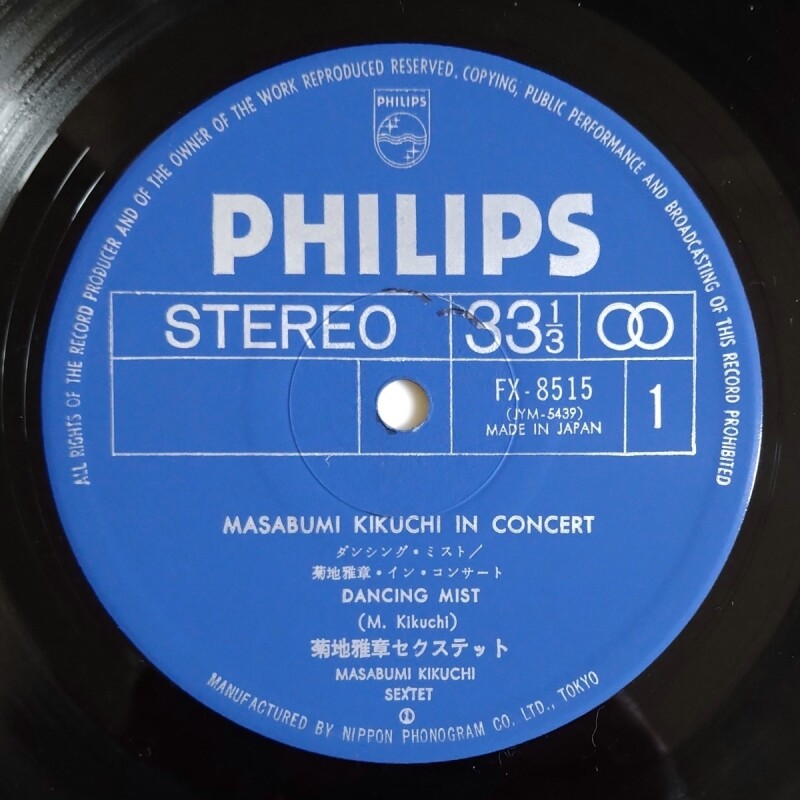 ALL RIGHTS OF THE RECORD PRODUCER AND OF THE OWNER OF THE WORK REPRODUCED RESERVED. COPYING, PUBLIC PERFORMANCE AND BROADCASTING OF THIS RECORD PROHIBITED
PHILIPS
PHILIPS
STEREO 33 1/3
FX-8515
(JYM-5439)
MADE IN JAPAN
1
MASABUMI KIKUCHI IN CONCERT
ダンシング・ミスト/
菊地雅章・イン・コンサート
DANCING MIST
(M. Kikuchi)
菊地雅章セクステット
MASABUMI KIKUCHI
SEXTET
①
MANUFACTURED BY NIPPON PHONOGRAM CO. LTD., TOKYO